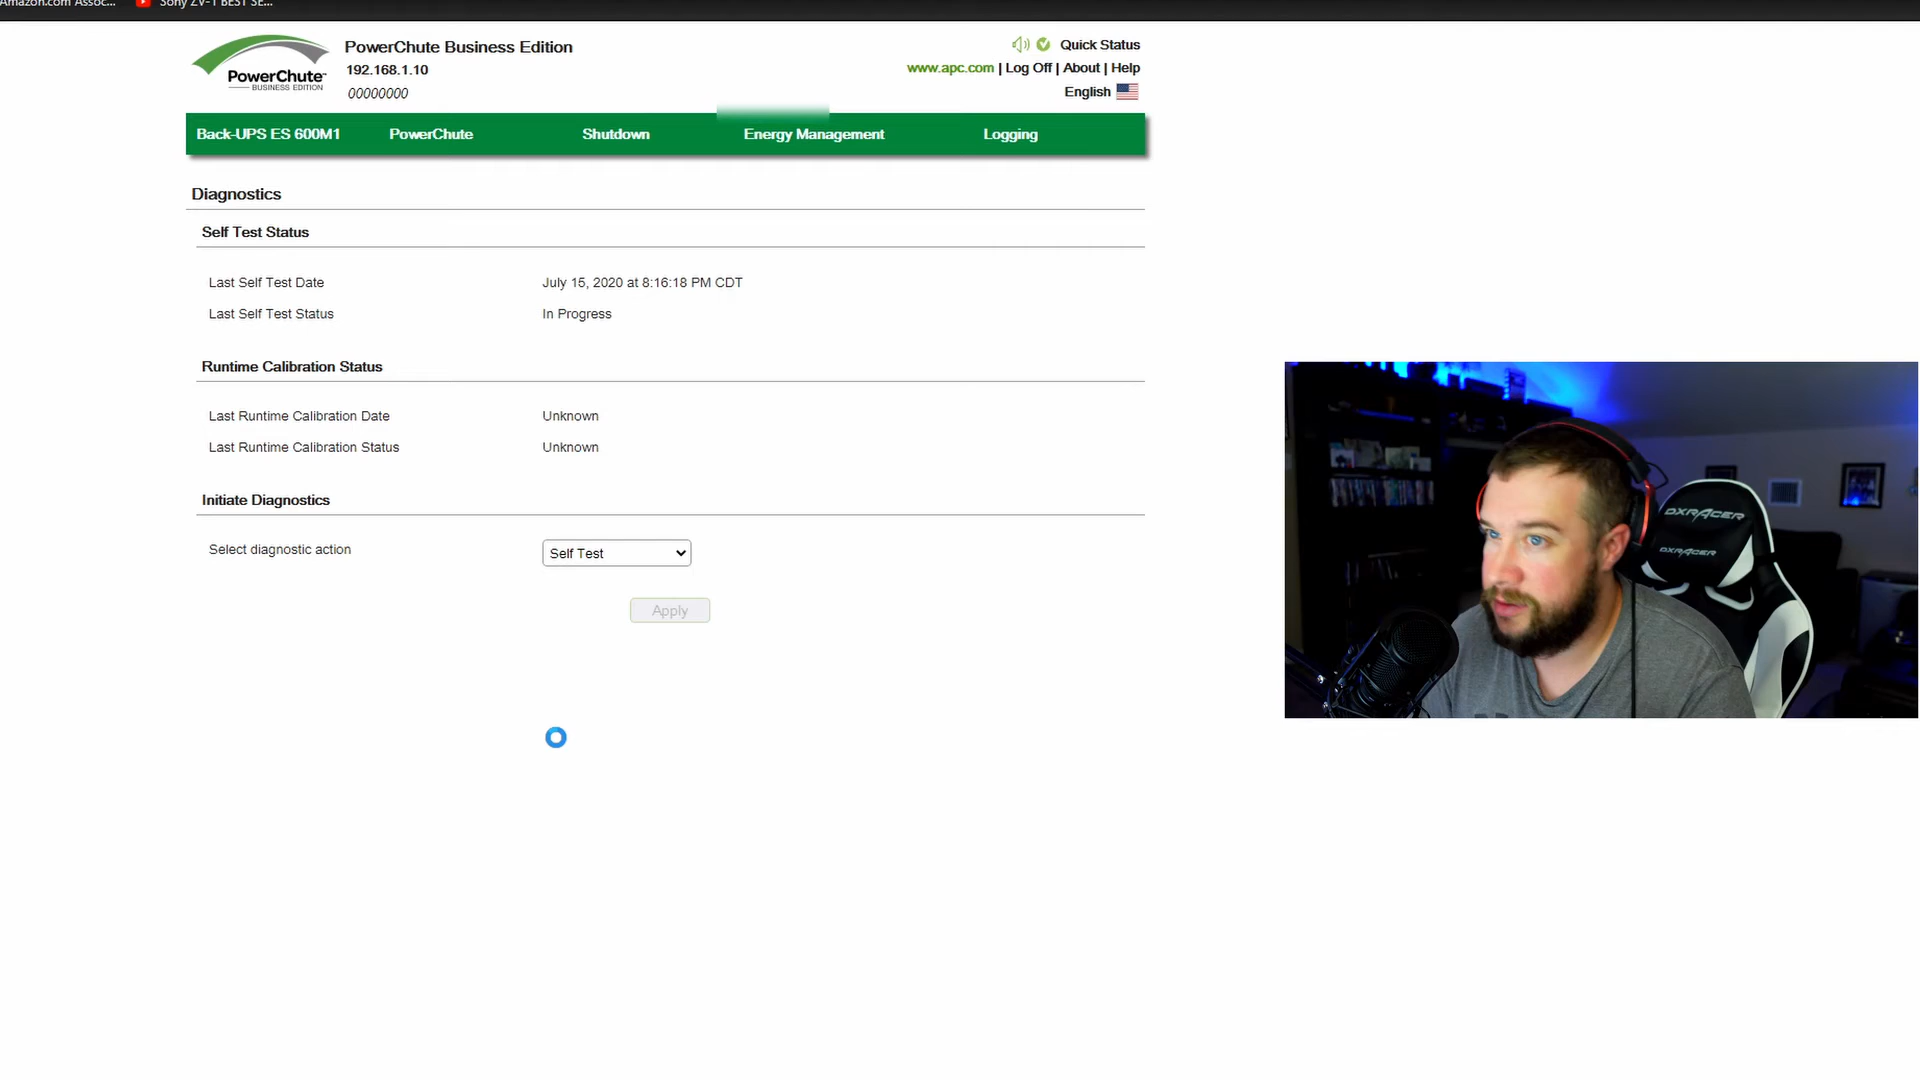 Amazon.com Assoc...
Sony ZV-1 BEST SE...
PowerChute
BUSINESS EDITION
PowerChute Business Edition
192.168.1.10
00000000
Quick Status
www.apc.com | Log Off | About | Help
English
Back-UPS ES 600M1 PowerChute Shutdown Energy Management Logging
Diagnostics
Self Test Status
Last Self Test Date July 15, 2020 at 8:16:18 PM CDT
Last Self Test Status In Progress
Runtime Calibration Status
Last Runtime Calibration Date Unknown
Last Runtime Calibration Status Unknown
Initiate Diagnostics
Select diagnostic action Self Test
Apply
DXRACER
DXRACER